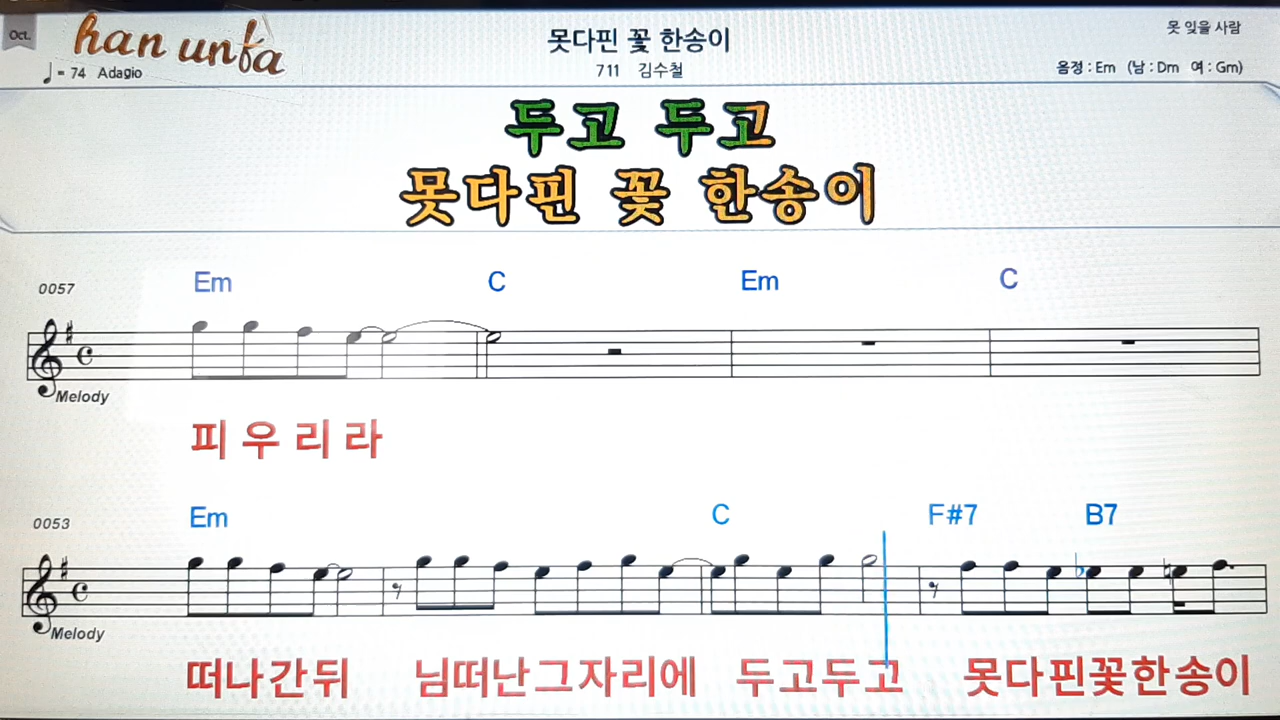 Oct.
han unfa
못다핀 꽃 한송이
못 잊을 사람
♩= 74 Adagio
711 김수철
음정 : Em (남 : Dm 여 : Gm)
두고 두고
못다핀 꽃 한송이
0057
Em C Em C
Melody
피 우 리 라
0053
Em C F#7 B7
Melody
떠나간뒤 님떠난그자리에 두고두고 못다핀꽃한송이